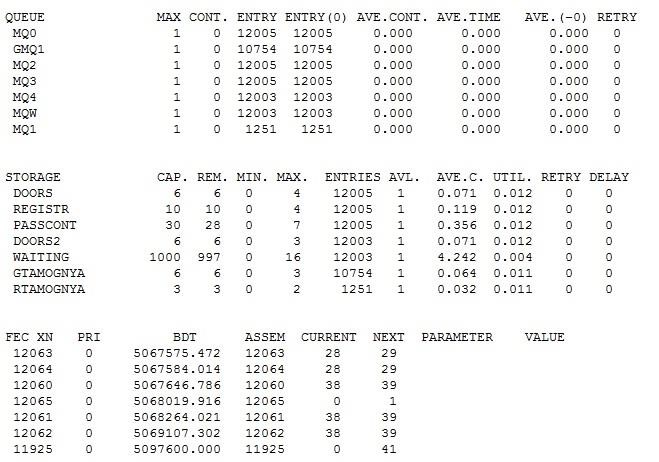 QUEUE MAX CONT. ENTRY ENTRY(0) AVE.CONT. AVE.TIME AVE.(-0) RETRY
MQ0 1 0 12005 12005 0.000 0.000 0.000 0
GMQ1 1 0 10754 10754 0.000 0.000 0.000 0
MQ2 1 0 12005 12005 0.000 0.000 0.000 0
MQ3 1 0 12005 12005 0.000 0.000 0.000 0
MQ4 1 0 12003 12003 0.000 0.000 0.000 0
MQW 1 0 12003 12003 0.000 0.000 0.000 0
MQ1 1 0 1251 1251 0.000 0.000 0.000 0
STORAGE CAP. REM. MIN. MAX. ENTRIES AVL. AVE.C. UTIL. RETRY DELAY
DOORS 6 6 0 4 12005 1 0.071 0.012 0 0
REGISTR 10 10 0 4 12005 1 0.119 0.012 0 0
PASSCONT 30 28 0 7 12005 1 0.356 0.012 0 0
DOORS2 6 6 0 3 12003 1 0.071 0.012 0 0
WAITING 1000 997 0 16 12003 1 4.242 0.004 0 0
GTAMOGNYA 6 6 0 3 10754 1 0.064 0.011 0 0
RTAMOGNYA 3 3 0 2 1251 1 0.032 0.011 0 0
FEC XN PRI BDT ASSEM CURRENT NEXT PARAMETER VALUE
12063 0 5067575.472 12063 28 29
12064 0 5067584.014 12064 28 29
12060 0 5067646.786 12060 38 39
12065 0 5068019.916 12065 0 1
12061 0 5068264.021 12061 38 39
12062 0 5069107.302 12062 38 39
11925 0 5097600.000 11925 0 41